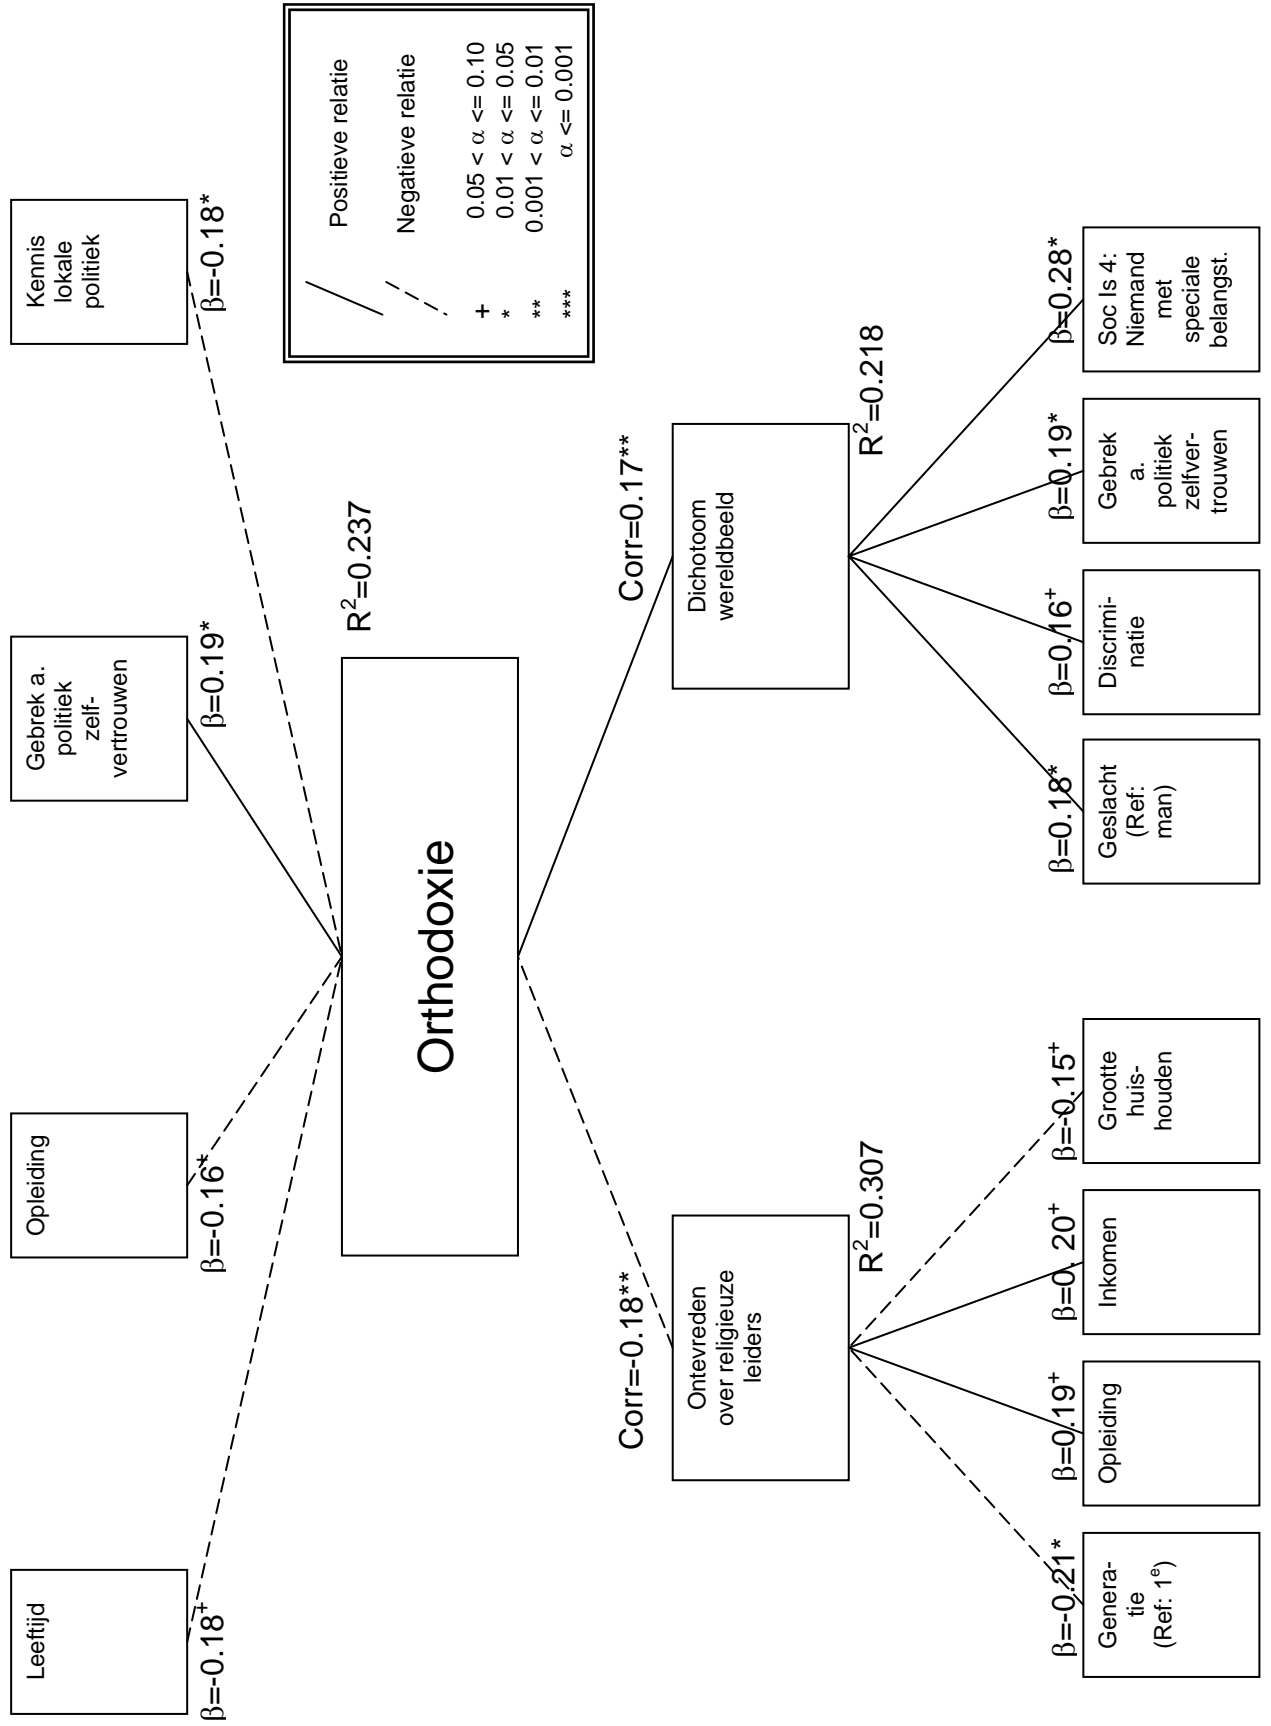 Leeftijd
β=-0.18+
Opleiding
β=-0.16+
Gebrek a.
politiek
zelf-
vertrouwen
β=0.19*
Kennis
lokale
politiek
β=-0.18*
Orthodoxie
R²=0.237
Positieve relatie
Negatieve relatie
+ 0.05 < α <= 0.10
* 0.01 < α <= 0.05
** 0.001 < α <= 0.01
*** α <= 0.001
Corr=-0.18**
Ontevreden
over religieuze
leiders
R²=0.307
Corr=0.17**
Dichotoom
wereldbeeld
R²=0.218
β=-0.21*
Genera-
tie
(Ref: 1e)
β=0.19+
Opleiding
β=0. 20+
Inkomen
β=-0.15+
Grootte
huis-
houden
β=0.18*
Geslacht
(Ref:
man)
β=0.16+
Discrimi-
natie
β=0.19*
Gebrek
a.
politiek
zelfver-
trouwen
β=0.28*
Soc Is 4:
Niemand
met
speciale
belangst.